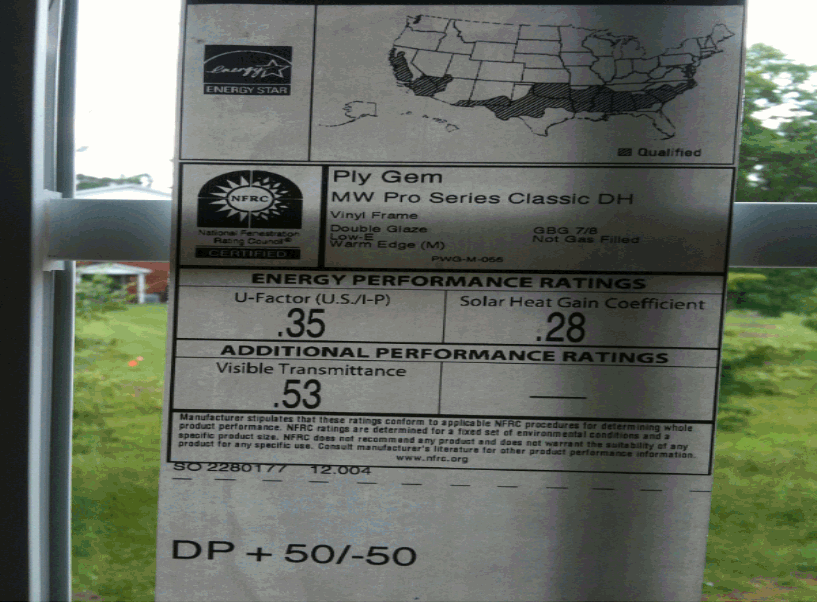 energy
ENERGY STAR
Qualified
NFRC
National Fenestration
Rating Council®
CERTIFIED
Ply Gem
MW Pro Series Classic DH
Vinyl Frame
Double Glaze GBG 7/8
Low-E Not Gas Filled
Warm Edge (M)
ENERGY PERFORMANCE RATINGS
U-Factor (U.S./I-P) Solar Heat Gain Coefficient
.35 .28
ADDITIONAL PERFORMANCE RATINGS
Visible Transmittance
.53
Manufacturer stipulates that these ratings conform to applicable NFRC procedures for determining whole
product performance. NFRC ratings are determined for a fixed set of environmental conditions and a
specific product size. NFRC does not recommend any product and does not warrant the suitability of any
product for any specific use. Consult manufacturer's literature for other product performance information.
www.nfrc.org
SO 2280177 12.004
DP + 50/-50